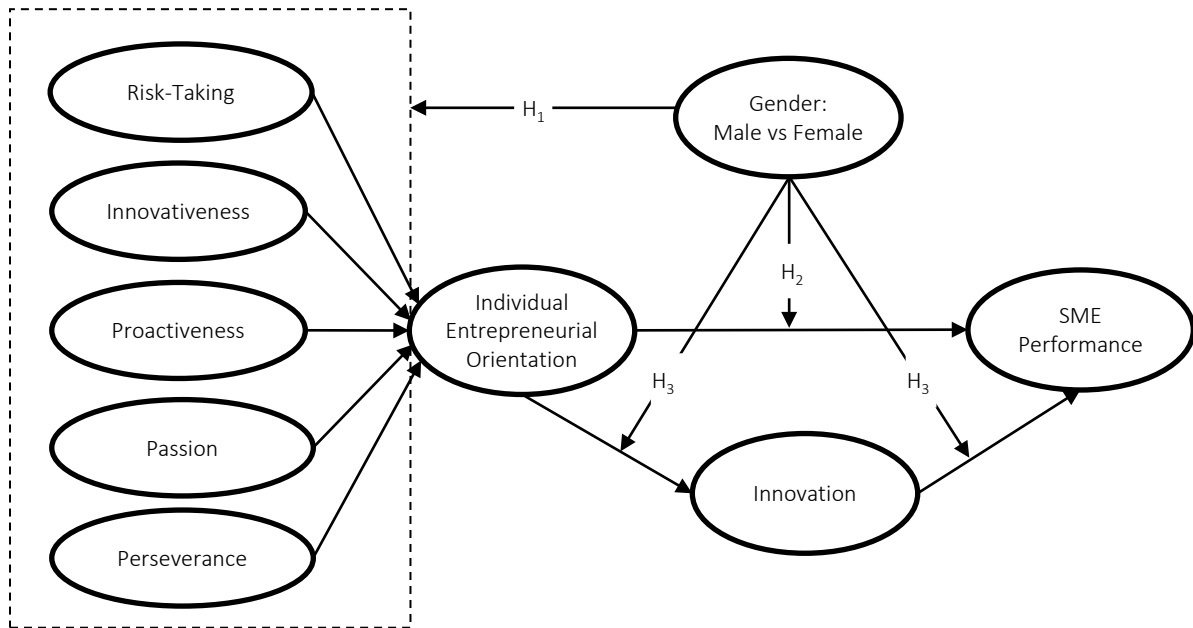 Risk-Taking
Innovativeness
Proactiveness
Passion
Perseverance
H₁
Gender:
Male vs Female
H₂
Individual
Entrepreneurial
Orientation
SME
Performance
H₃
H₃
Innovation